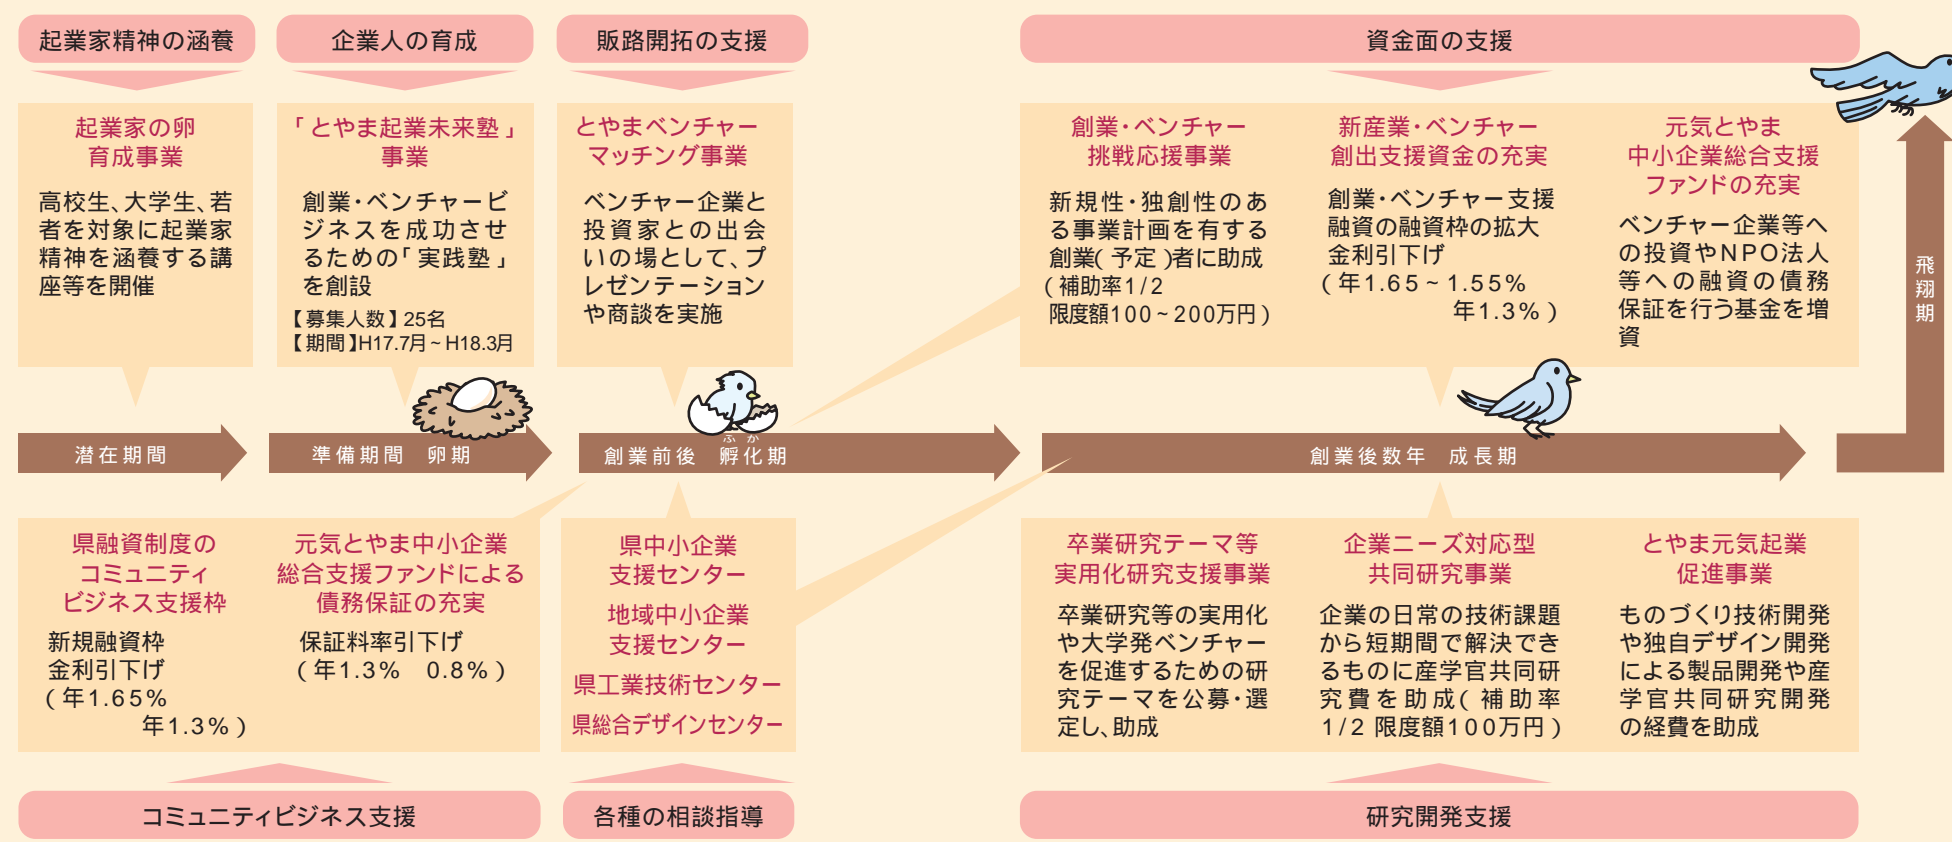 起業家精神の涵養
企業人の育成
販路開拓の支援
資金面の支援
起業家の卵
育成事業
高校生、大学生、若
者を対象に起業家
精神を涵養する講
座等を開催
「とやま起業未来塾」
事業
創業・ベンチャービ
ジネスを成功させ
るための「実践塾」
を創設
【募集人数】25名
【期間】H17.7月~H18.3月
とやまベンチャー
マッチング事業
ベンチャー企業と
投資家との出会
いの場として、プ
レゼンテーション
や商談を実施
創業・ベンチャー
挑戦応援事業
新規性・独創性のあ
る事業計画を有する
創業(予定)者に助成
(補助率1/2
限度額100~200万円)
新産業・ベンチャー
創出支援資金の充実
創業・ベンチャー支援
融資の融資枠の拡大
金利引下げ
(年1.65~1.55%
年1.3%)
元気とやま
中小企業総合支援
ファンドの充実
ベンチャー企業等へ
の投資やNPO法人
等への融資の債務
保証を行う基金を増
資
潜在期間
準備期間 卵期
ふか
創業前後 孵化期
創業後数年 成長期
飛翔期
県融資制度の
コミュニティ
ビジネス支援枠
新規融資枠
金利引下げ
(年1.65%
年1.3%)
元気とやま中小企業
総合支援ファンドによる
債務保証の充実
保証料率引下げ
(年1.3% 0.8%)
県中小企業
支援センター
地域中小企業
支援センター
県工業技術センター
県総合デザインセンター
卒業研究テーマ等
実用化研究支援事業
卒業研究等の実用化
や大学発ベンチャー
を促進するための研
究テーマを公募・選
定し、助成
企業ニーズ対応型
共同研究事業
企業の日常の技術課題
から短期間で解決でき
るものに産学官共同研
究費を助成(補助率
1/2 限度額100万円)
とやま元気起業
促進事業
ものづくり技術開発
や独自デザイン開発
による製品開発や産
学官共同研究開発
の経費を助成
コミュニティビジネス支援
各種の相談指導
研究開発支援